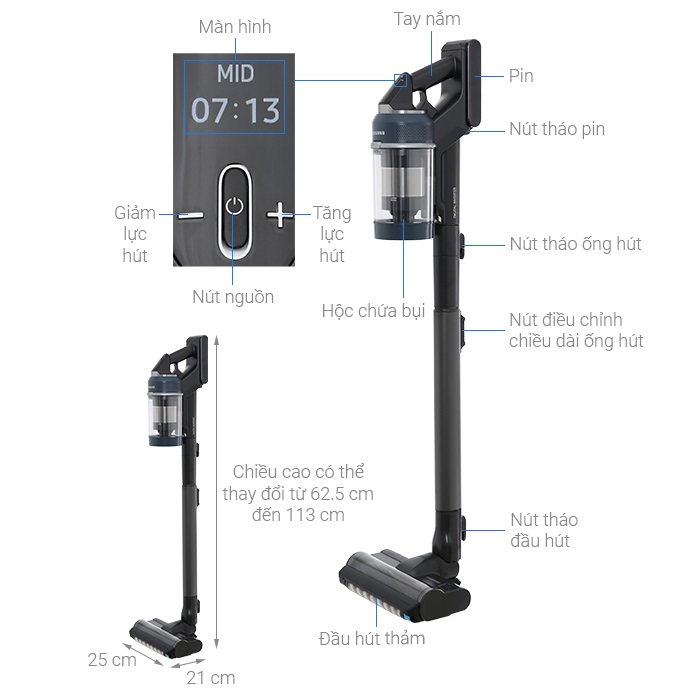 Màn hình
MID
07:13
Giảm
lực
hút
Tăng
lực
hút
Nút nguồn
Tay nắm
Pin
Nút tháo pin
Nút tháo ống hút
Hộc chứa bụi
Nút điều chỉnh
chiều dài ống hút
Chiều cao có thể
thay đổi từ 62.5 cm
đến 113 cm
Nút tháo
đầu hút
Đầu hút thảm
25 cm
21 cm